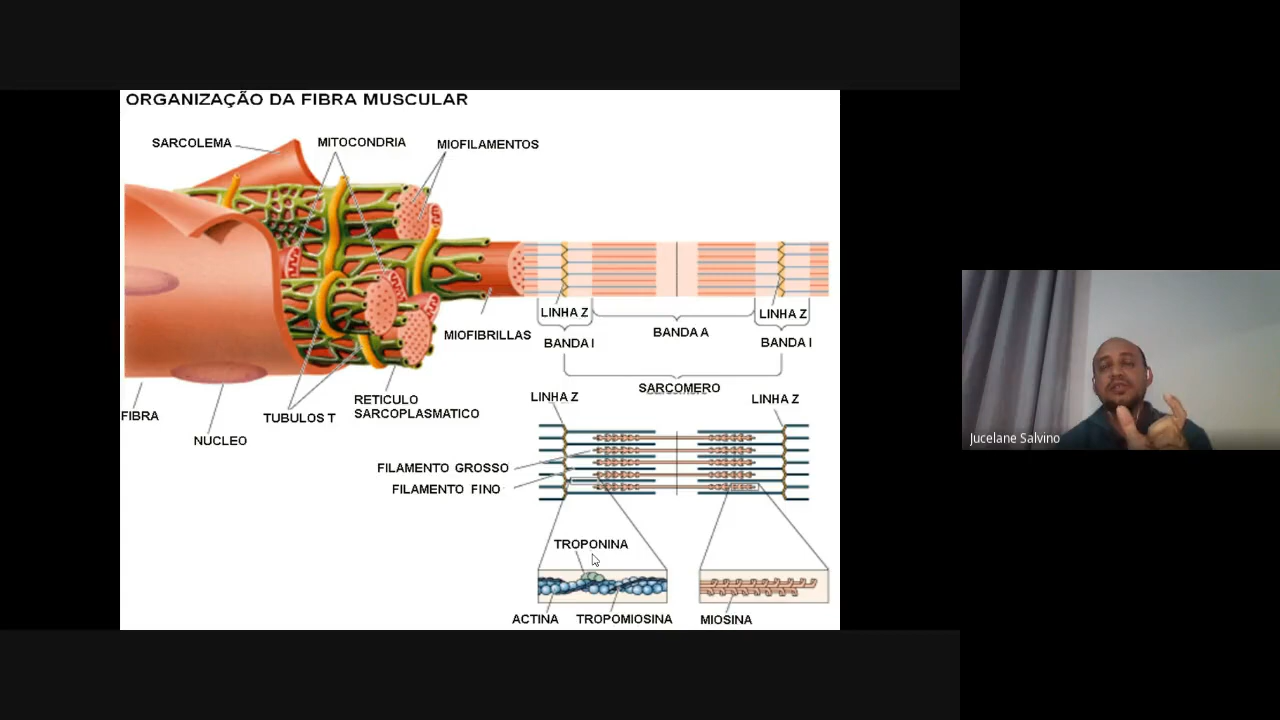 ORGANIZAÇÃO DA FIBRA MUSCULAR
SARCOLEMA
MITOCONDRIA
MIOFILAMENTOS
LINHA Z
LINHA Z
MIOFIBRILLAS
BANDA I
BANDA A
BANDA I
SARCOMERO
FIBRA
NUCLEO
TUBULOS T
RETICULO
SARCOPLASMATICO
LINHA Z
LINHA Z
FILAMENTO GROSSO
FILAMENTO FINO
TROPONINA
ACTINA
TROPOMIOSINA
MIOSINA
Jucelane Salvino